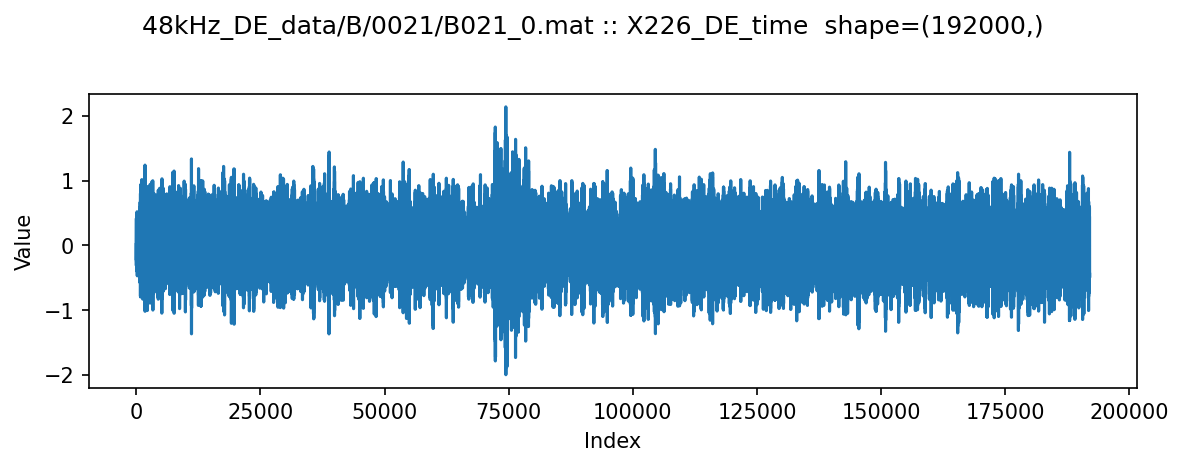 48kHz_DE_data/B/0021/B021_0.mat :: X226_DE_time  shape=(192000,)
2
1
0
−1
−2
Value
0 25000 50000 75000 100000 125000 150000 175000 200000
Index